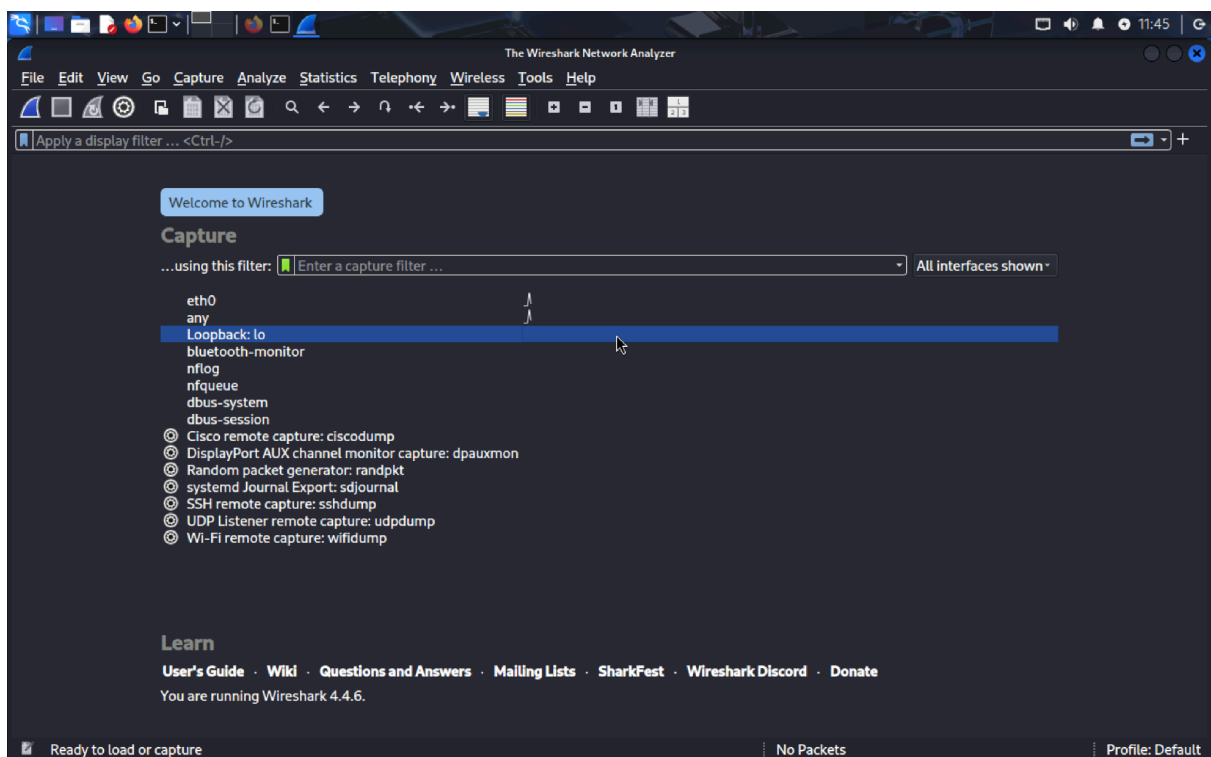 11:45
The Wireshark Network Analyzer
File Edit View Go Capture Analyze Statistics Telephony Wireless Tools Help
Apply a display filter ... <Ctrl-/>
Welcome to Wireshark
Capture
...using this filter: Enter a capture filter ... All interfaces shown
eth0
any
Loopback: lo
bluetooth-monitor
nflog
nfqueue
dbus-system
dbus-session
Cisco remote capture: ciscodump
DisplayPort AUX channel monitor capture: dpauxmon
Random packet generator: randpkt
systemd Journal Export: sdjournal
SSH remote capture: sshdump
UDP Listener remote capture: udpdump
Wi-Fi remote capture: wifidump
Learn
User's Guide · Wiki · Questions and Answers · Mailing Lists · SharkFest · Wireshark Discord · Donate
You are running Wireshark 4.4.6.
Ready to load or capture No Packets Profile: Default